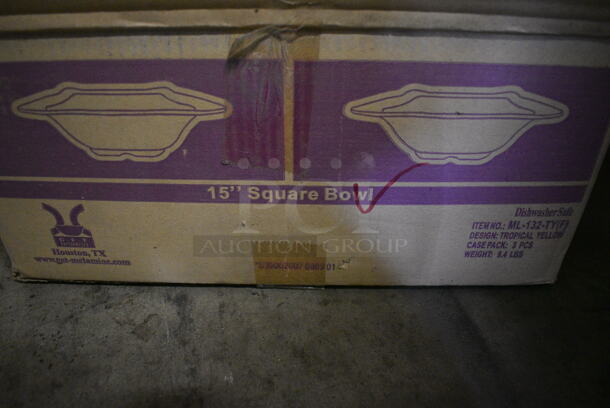 15" Square Bowl
AUCTION GROUP
Houston, TX
www.get-melamine.com
Dishwasher Safe
ITEM NO.: ML-132-TY(F)
DESIGN: TROPICAL YELLOW
CASE PACK: 3 PCS
WEIGHT: 9.4 LBS